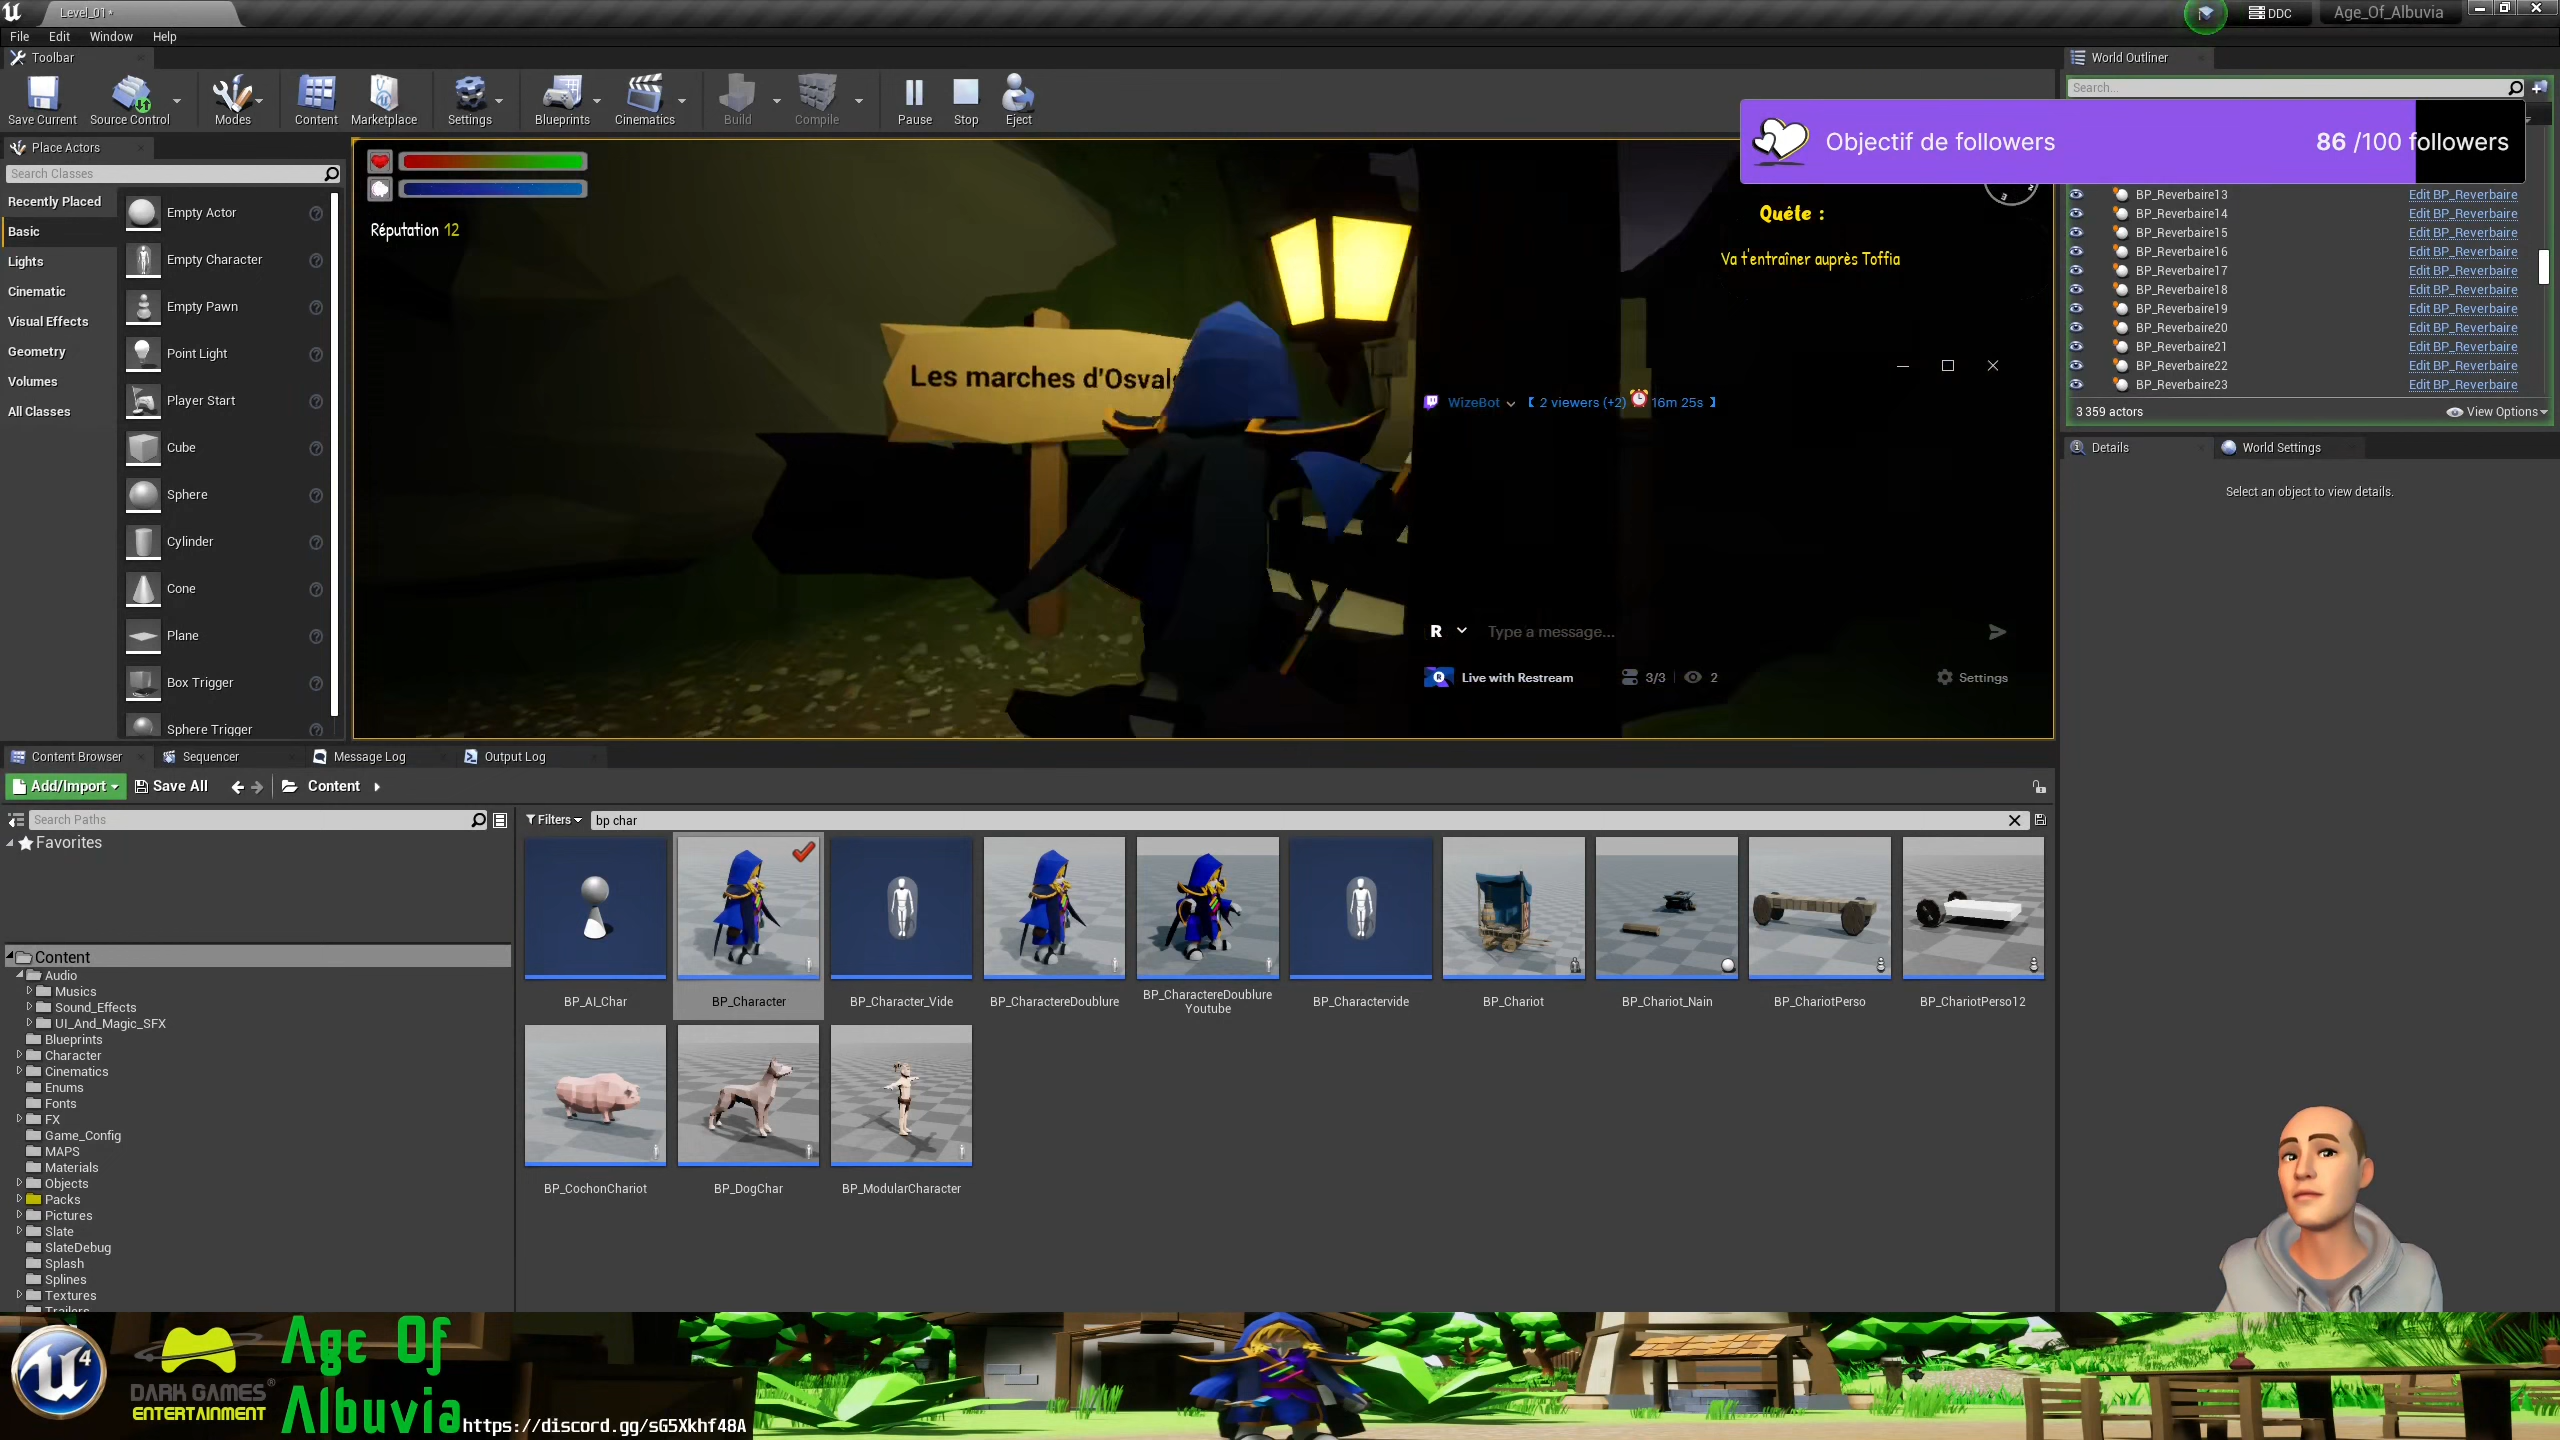 Level_01*
DDC
Age_Of_Albuvia
File Edit Window Help
Toolbar
World Outliner
Save Current
Source Control
Modes
Content
Marketplace
Settings
Blueprints
Cinematics
Build
Compile
Pause
Stop
Eject
Search...
Objectif de followers
86 /100 followers
Place Actors
Search Classes
Recently Placed
Basic
Lights
Cinematic
Visual Effects
Geometry
Volumes
All Classes
Empty Actor
Empty Character
Empty Pawn
Point Light
Player Start
Cube
Sphere
Cylinder
Cone
Plane
Box Trigger
Sphere Trigger
Réputation 12
Les marches d'Osval
Quête :
Va t'entraîner auprès Toffia
WizeBot 【 2 viewers (+2) 16m 25s 】
R Type a message...
Live with Restream 3/3 2 Settings
BP_Reverbaire13 Edit BP_Reverbaire
BP_Reverbaire14 Edit BP_Reverbaire
BP_Reverbaire15 Edit BP_Reverbaire
BP_Reverbaire16 Edit BP_Reverbaire
BP_Reverbaire17 Edit BP_Reverbaire
BP_Reverbaire18 Edit BP_Reverbaire
BP_Reverbaire19 Edit BP_Reverbaire
BP_Reverbaire20 Edit BP_Reverbaire
BP_Reverbaire21 Edit BP_Reverbaire
BP_Reverbaire22 Edit BP_Reverbaire
BP_Reverbaire23 Edit BP_Reverbaire
3 359 actors View Options
Details World Settings
Select an object to view details.
Content Browser Sequencer Message Log Output Log
Add/Import Save All Content
Search Paths
Filters bp char
Favorites
Content
Audio
Musics
Sound_Effects
UI_And_Magic_SFX
Blueprints
Character
Cinematics
Enums
Fonts
FX
Game_Config
MAPS
Materials
Objects
Packs
Pictures
Slate
SlateDebug
Splash
Splines
Textures
Trailers
BP_AI_Char
BP_Character
BP_Character_Vide
BP_CharactereDoublure
BP_CharactereDoublure
Youtube
BP_Charactervide
BP_Chariot
BP_Chariot_Nain
BP_ChariotPerso
BP_ChariotPerso12
BP_CochonChariot
BP_DogChar
BP_ModularCharacter
4
DARK GAMES®
ENTERTAINMENT
Age Of
Albuvia
https://discord.gg/sG5Xkhf48A